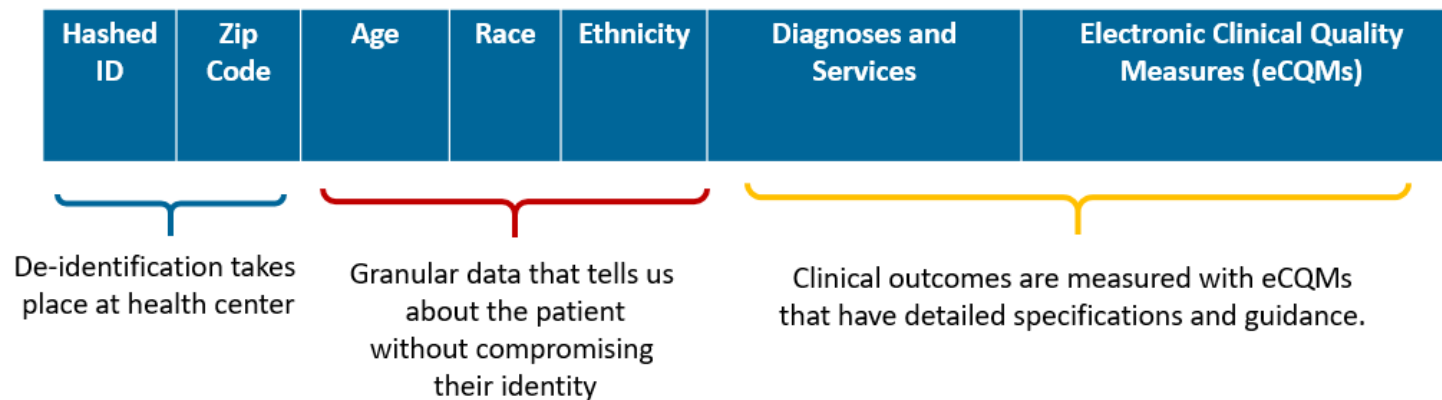 Hashed ID
Zip Code
Age
Race
Ethnicity
Diagnoses and Services
Electronic Clinical Quality Measures (eCQMs)
De-identification takes
place at health center
Granular data that tells us
about the patient
without compromising
their identity
Clinical outcomes are measured with eCQMs
that have detailed specifications and guidance.